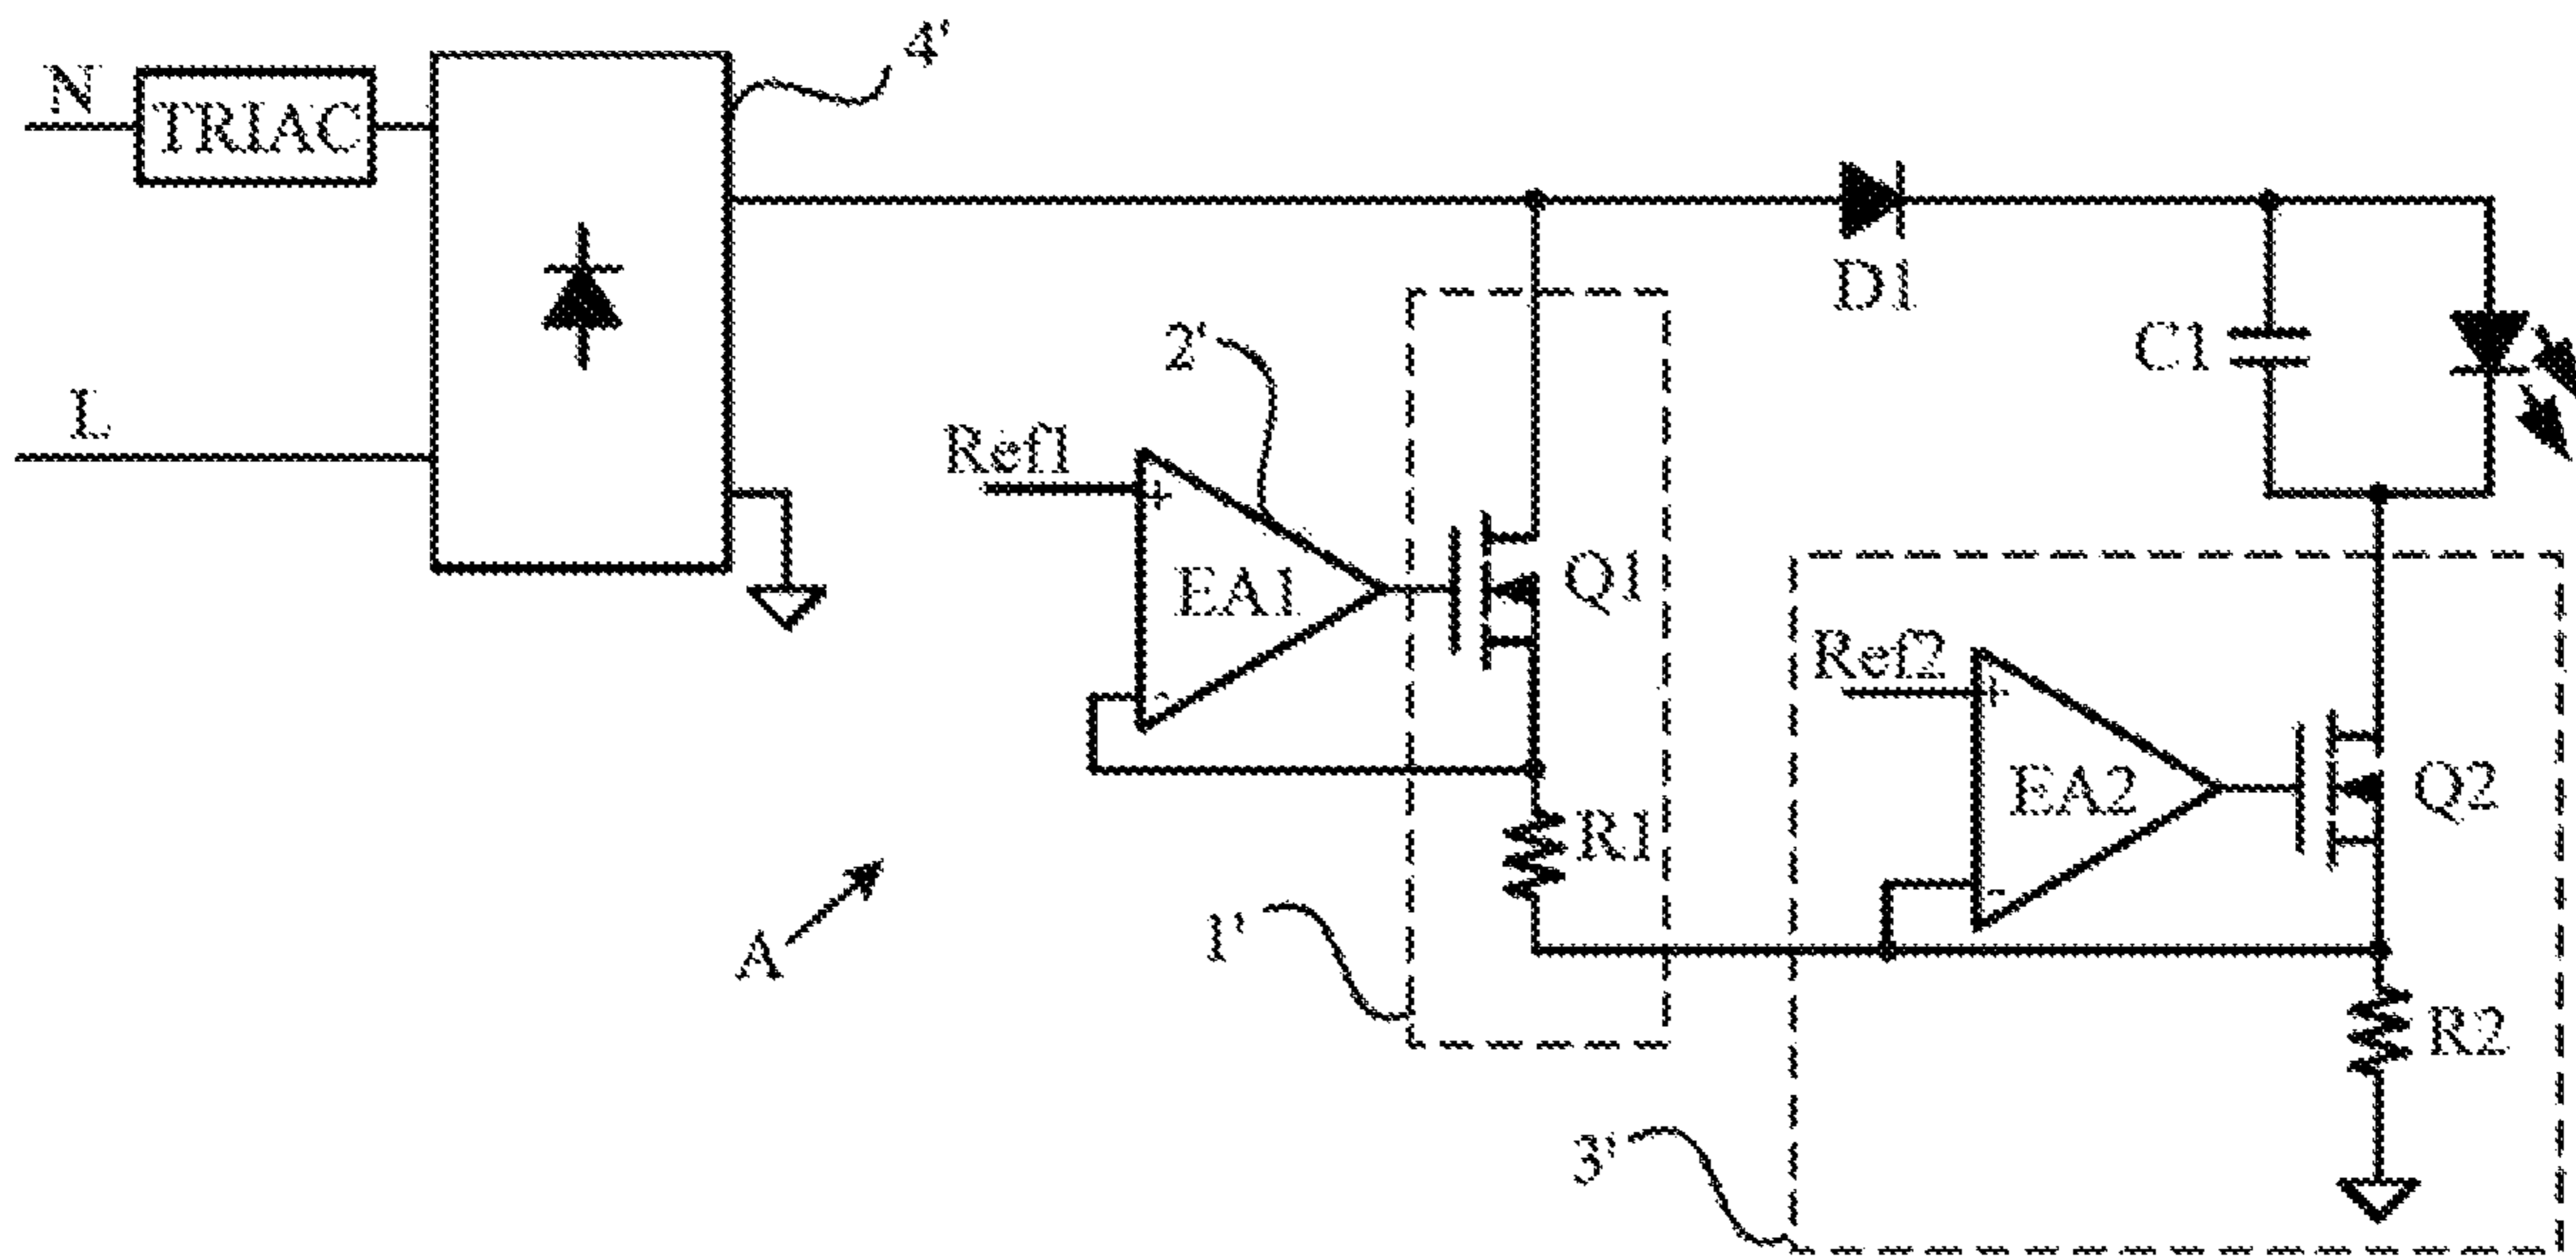 4'
N
TRIAC
L
D1
C1
2'
Ref1
+
EA1
-
Q1
Ref2
+
EA2
-
Q2
R1
1'
A
R2
3'